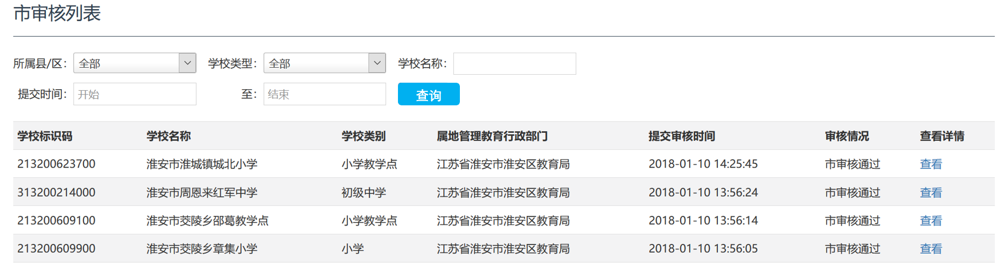 市审核列表
所属县/区： 全部 学校类型： 全部 学校名称：
提交时间： 开始 至： 结束 查询
学校标识码 学校名称 学校类别 属地管理教育行政部门 提交审核时间 审核情况 查看详情
213200623700 淮安市淮城镇城北小学 小学教学点 江苏省淮安市淮安区教育局 2018-01-10 14:25:45 市审核通过 查看
313200214000 淮安市周恩来红军中学 初级中学 江苏省淮安市淮安区教育局 2018-01-10 13:56:24 市审核通过 查看
213200609100 淮安市茭陵乡邵葛教学点 小学教学点 江苏省淮安市淮安区教育局 2018-01-10 13:56:14 市审核通过 查看
213200609900 淮安市茭陵乡章集小学 小学 江苏省淮安市淮安区教育局 2018-01-10 13:56:05 市审核通过 查看